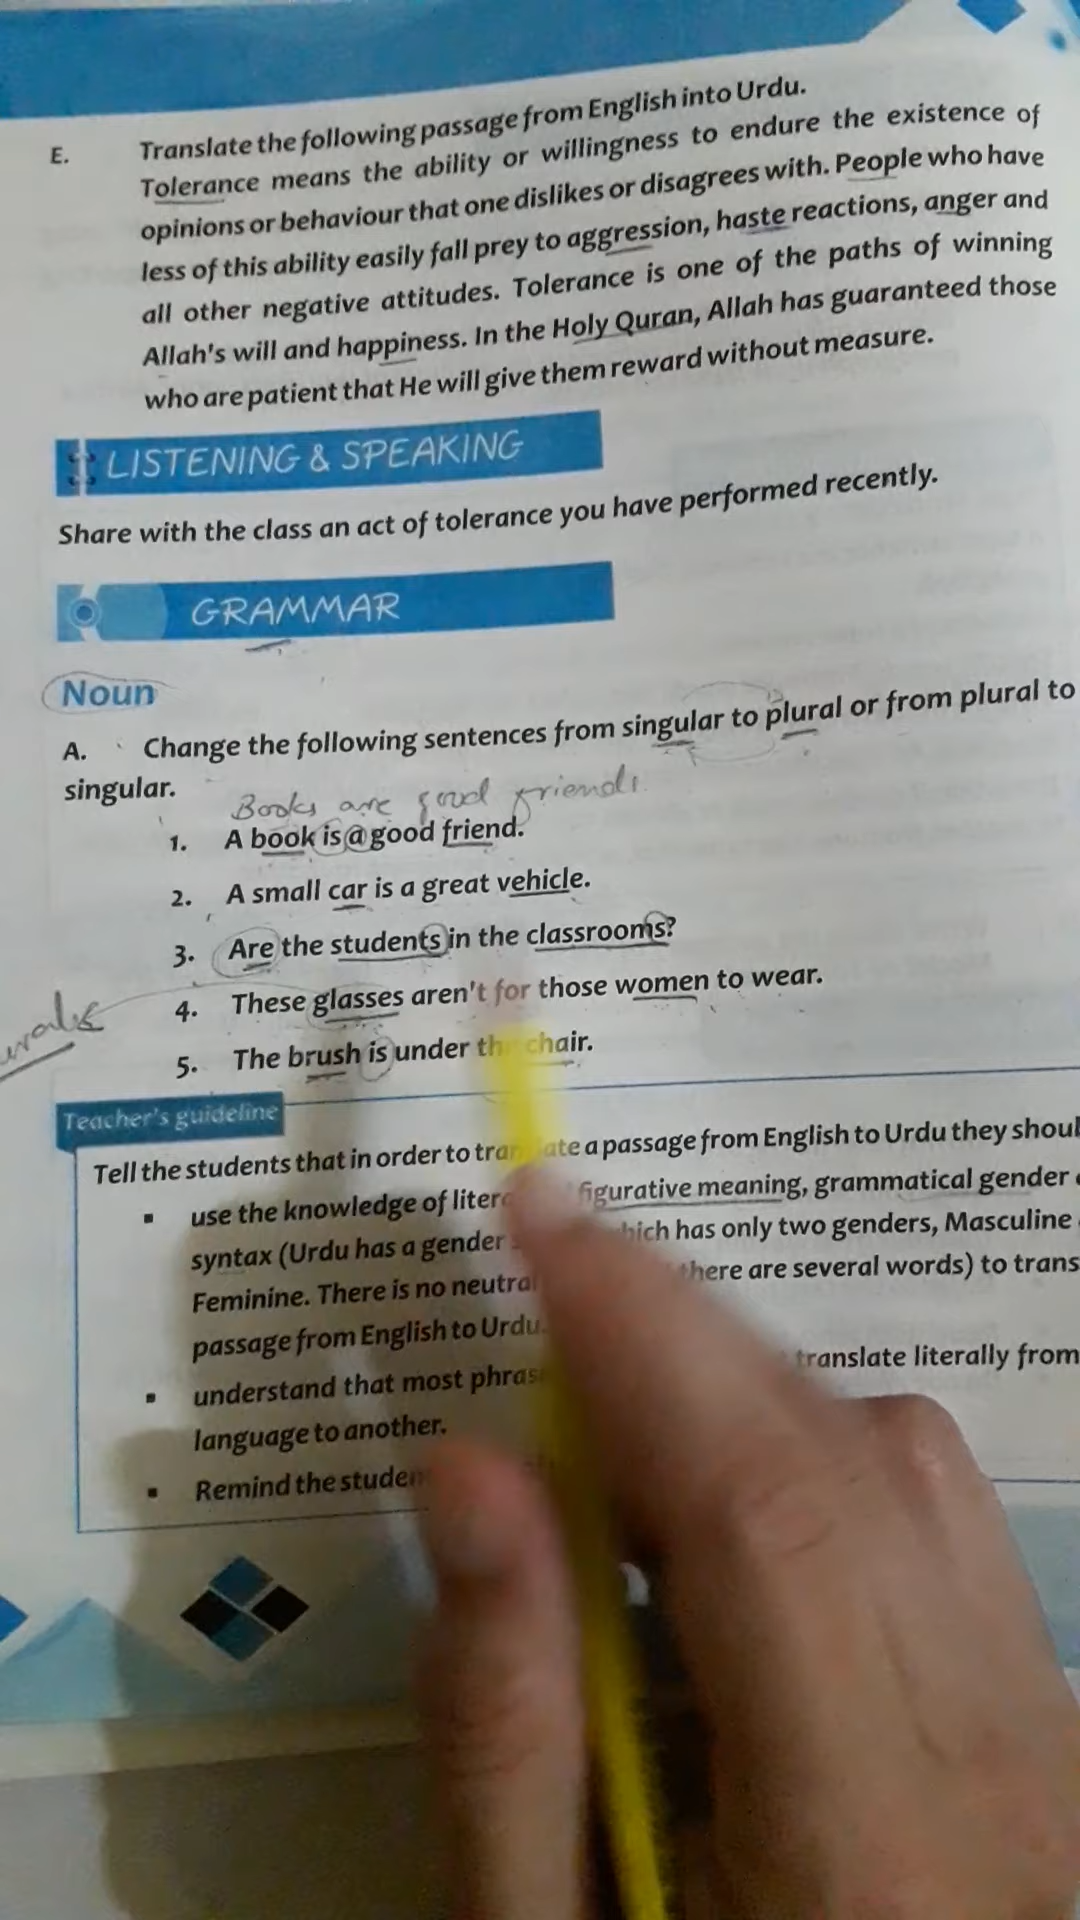 E. Translate the following passage from English into Urdu.
Tolerance means the ability or willingness to endure the existence of
opinions or behaviour that one dislikes or disagrees with. People who have
less of this ability easily fall prey to aggression, haste reactions, anger and
all other negative attitudes. Tolerance is one of the paths of winning
Allah's will and happiness. In the Holy Quran, Allah has guaranteed those
who are patient that He will give them reward without measure.
LISTENING & SPEAKING
Share with the class an act of tolerance you have performed recently.
GRAMMAR
Noun
A. Change the following sentences from singular to plural or from plural to
singular.
Books are good friends.
1. A book is a good friend.
2. A small car is a great vehicle.
3. Are the students in the classrooms?
4. These glasses aren't for those women to wear.
5. The brush is under the chair.
Teacher's guideline
Tell the students that in order to translate a passage from English to Urdu they shoul
▪ use the knowledge of figurative meaning, grammatical gender
syntax (Urdu has a gender which has only two genders, Masculine
Feminine. There is no neutral there are several words) to trans
passage from English to Urdu.
▪ understand that most translate literally from
language to another.
▪ Remind the